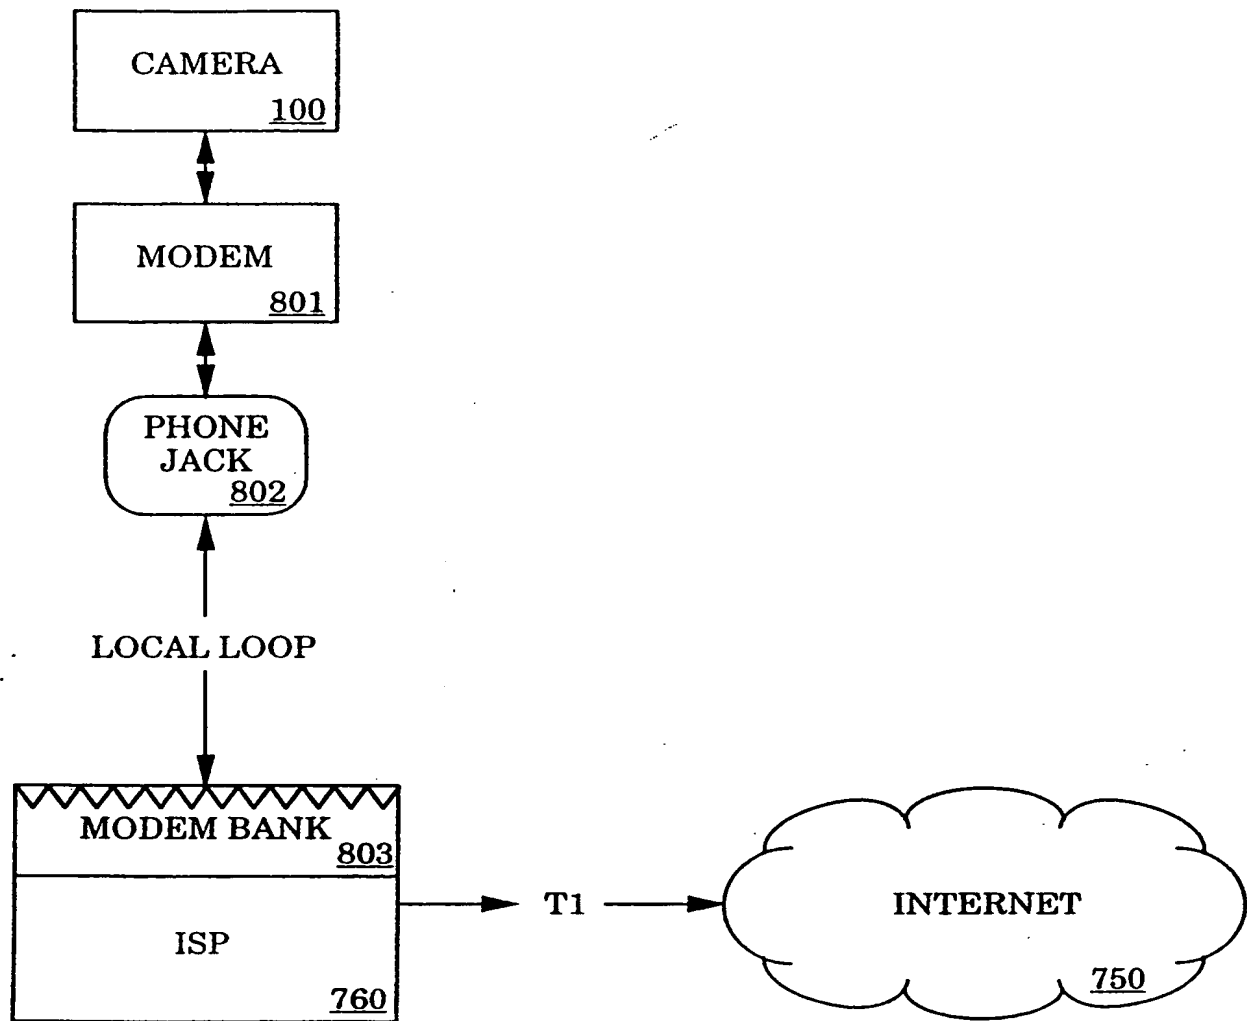 CAMERA
100
MODEM
801
PHONE
JACK
802
LOCAL LOOP
MODEM BANK
803
ISP
760
T1
INTERNET
750